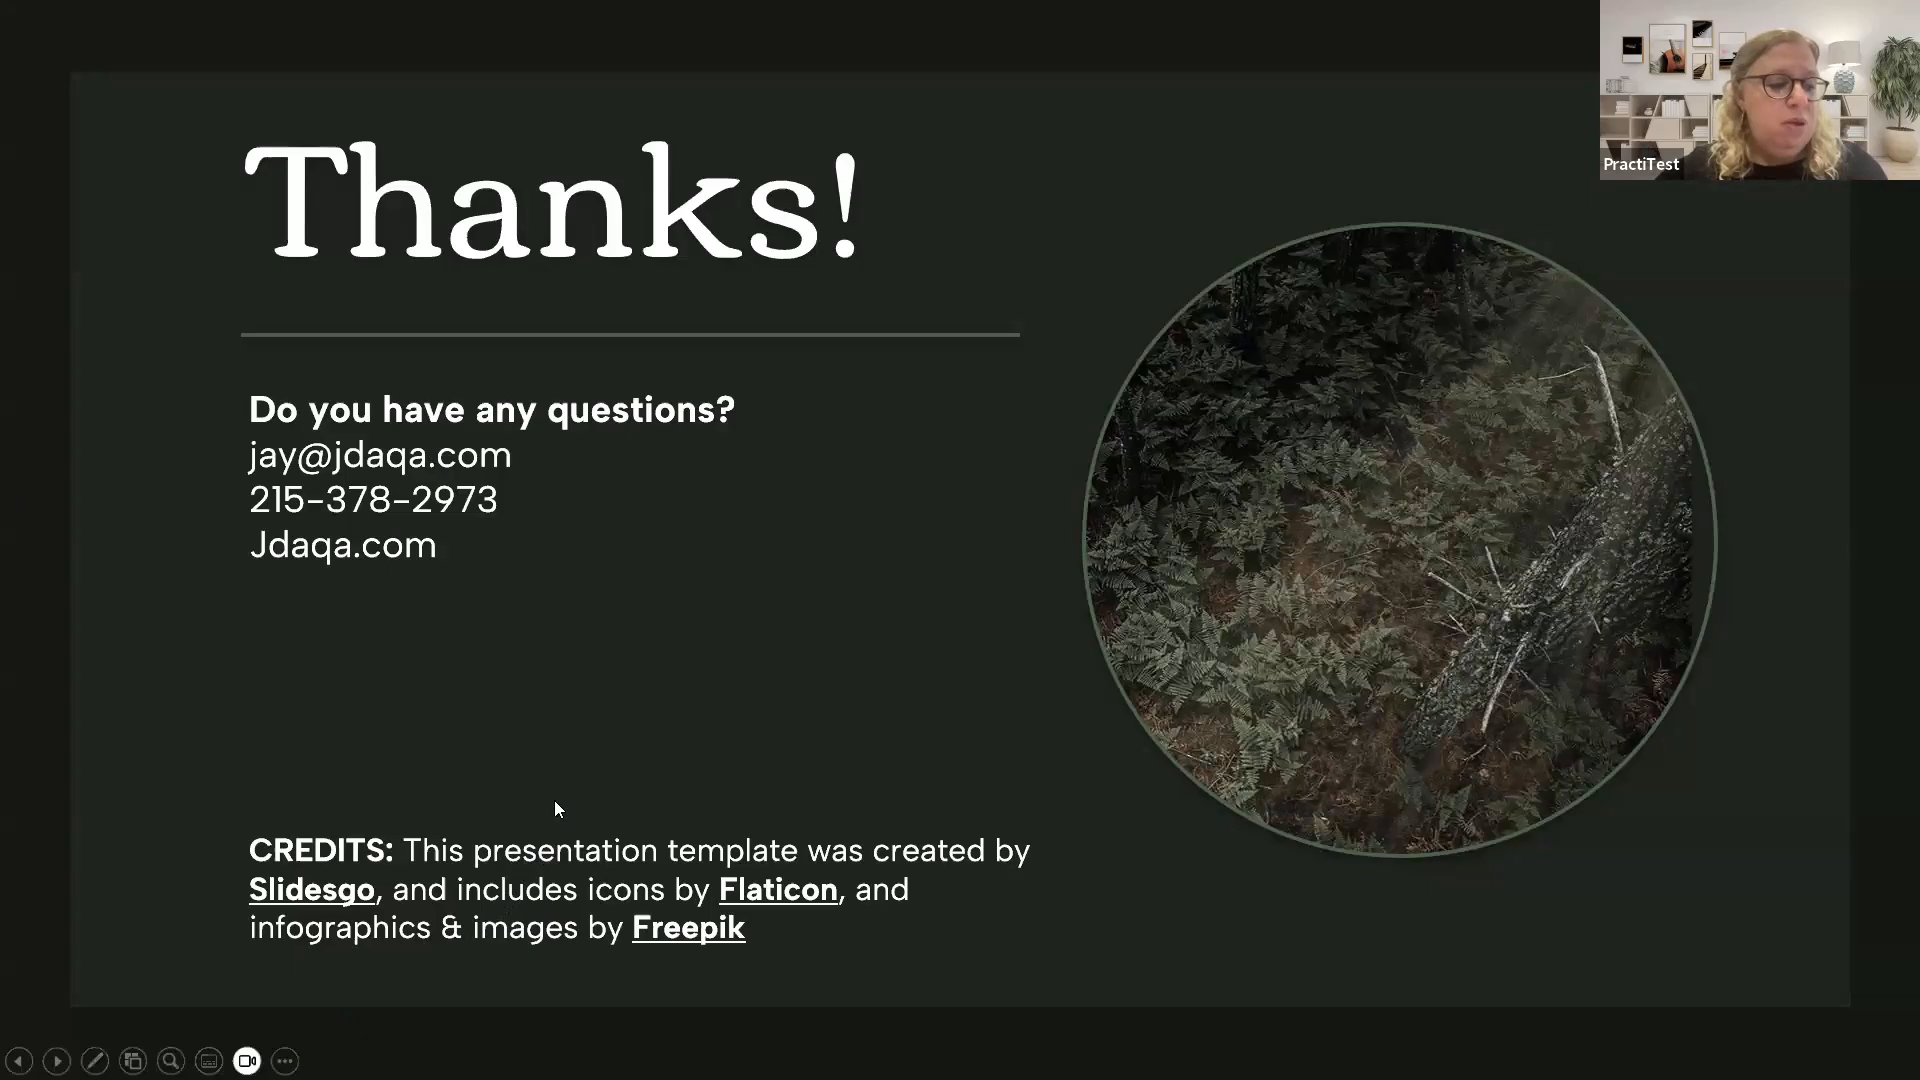 Thanks!
PractiTest
Do you have any questions?
jay@jdaqa.com
215-378-2973
Jdaqa.com
CREDITS: This presentation template was created by
Slidesgo, and includes icons by Flaticon, and
infographics & images by Freepik